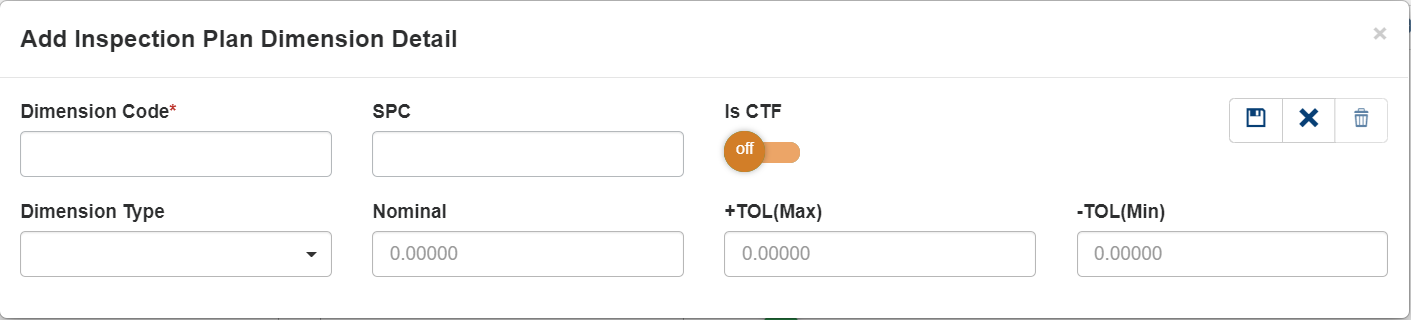 Add Inspection Plan Dimension Detail
×
Dimension Code* SPC Is CTF
off
Dimension Type Nominal +TOL(Max) -TOL(Min)
0.00000 0.00000 0.00000